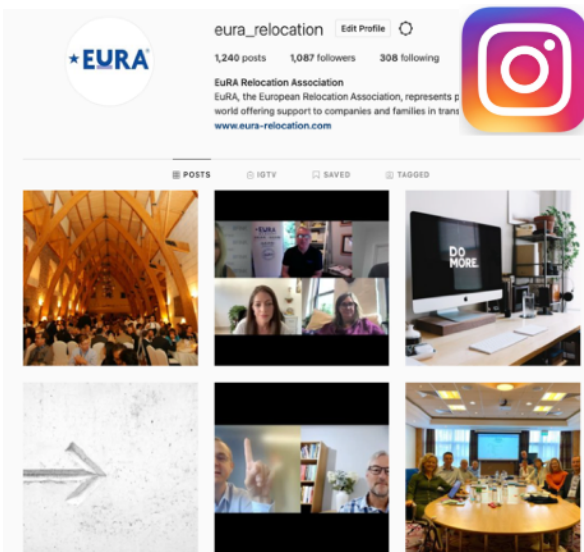 eura_relocation Edit Profile
1,240 posts 1,087 followers 308 following
★EURA
EuRA Relocation Association
EuRA, the European Relocation Association, represents p
world offering support to companies and families in trans
www.eura-relocation.com
POSTS IGTV SAVED TAGGED
★EURA
DO
MORE.